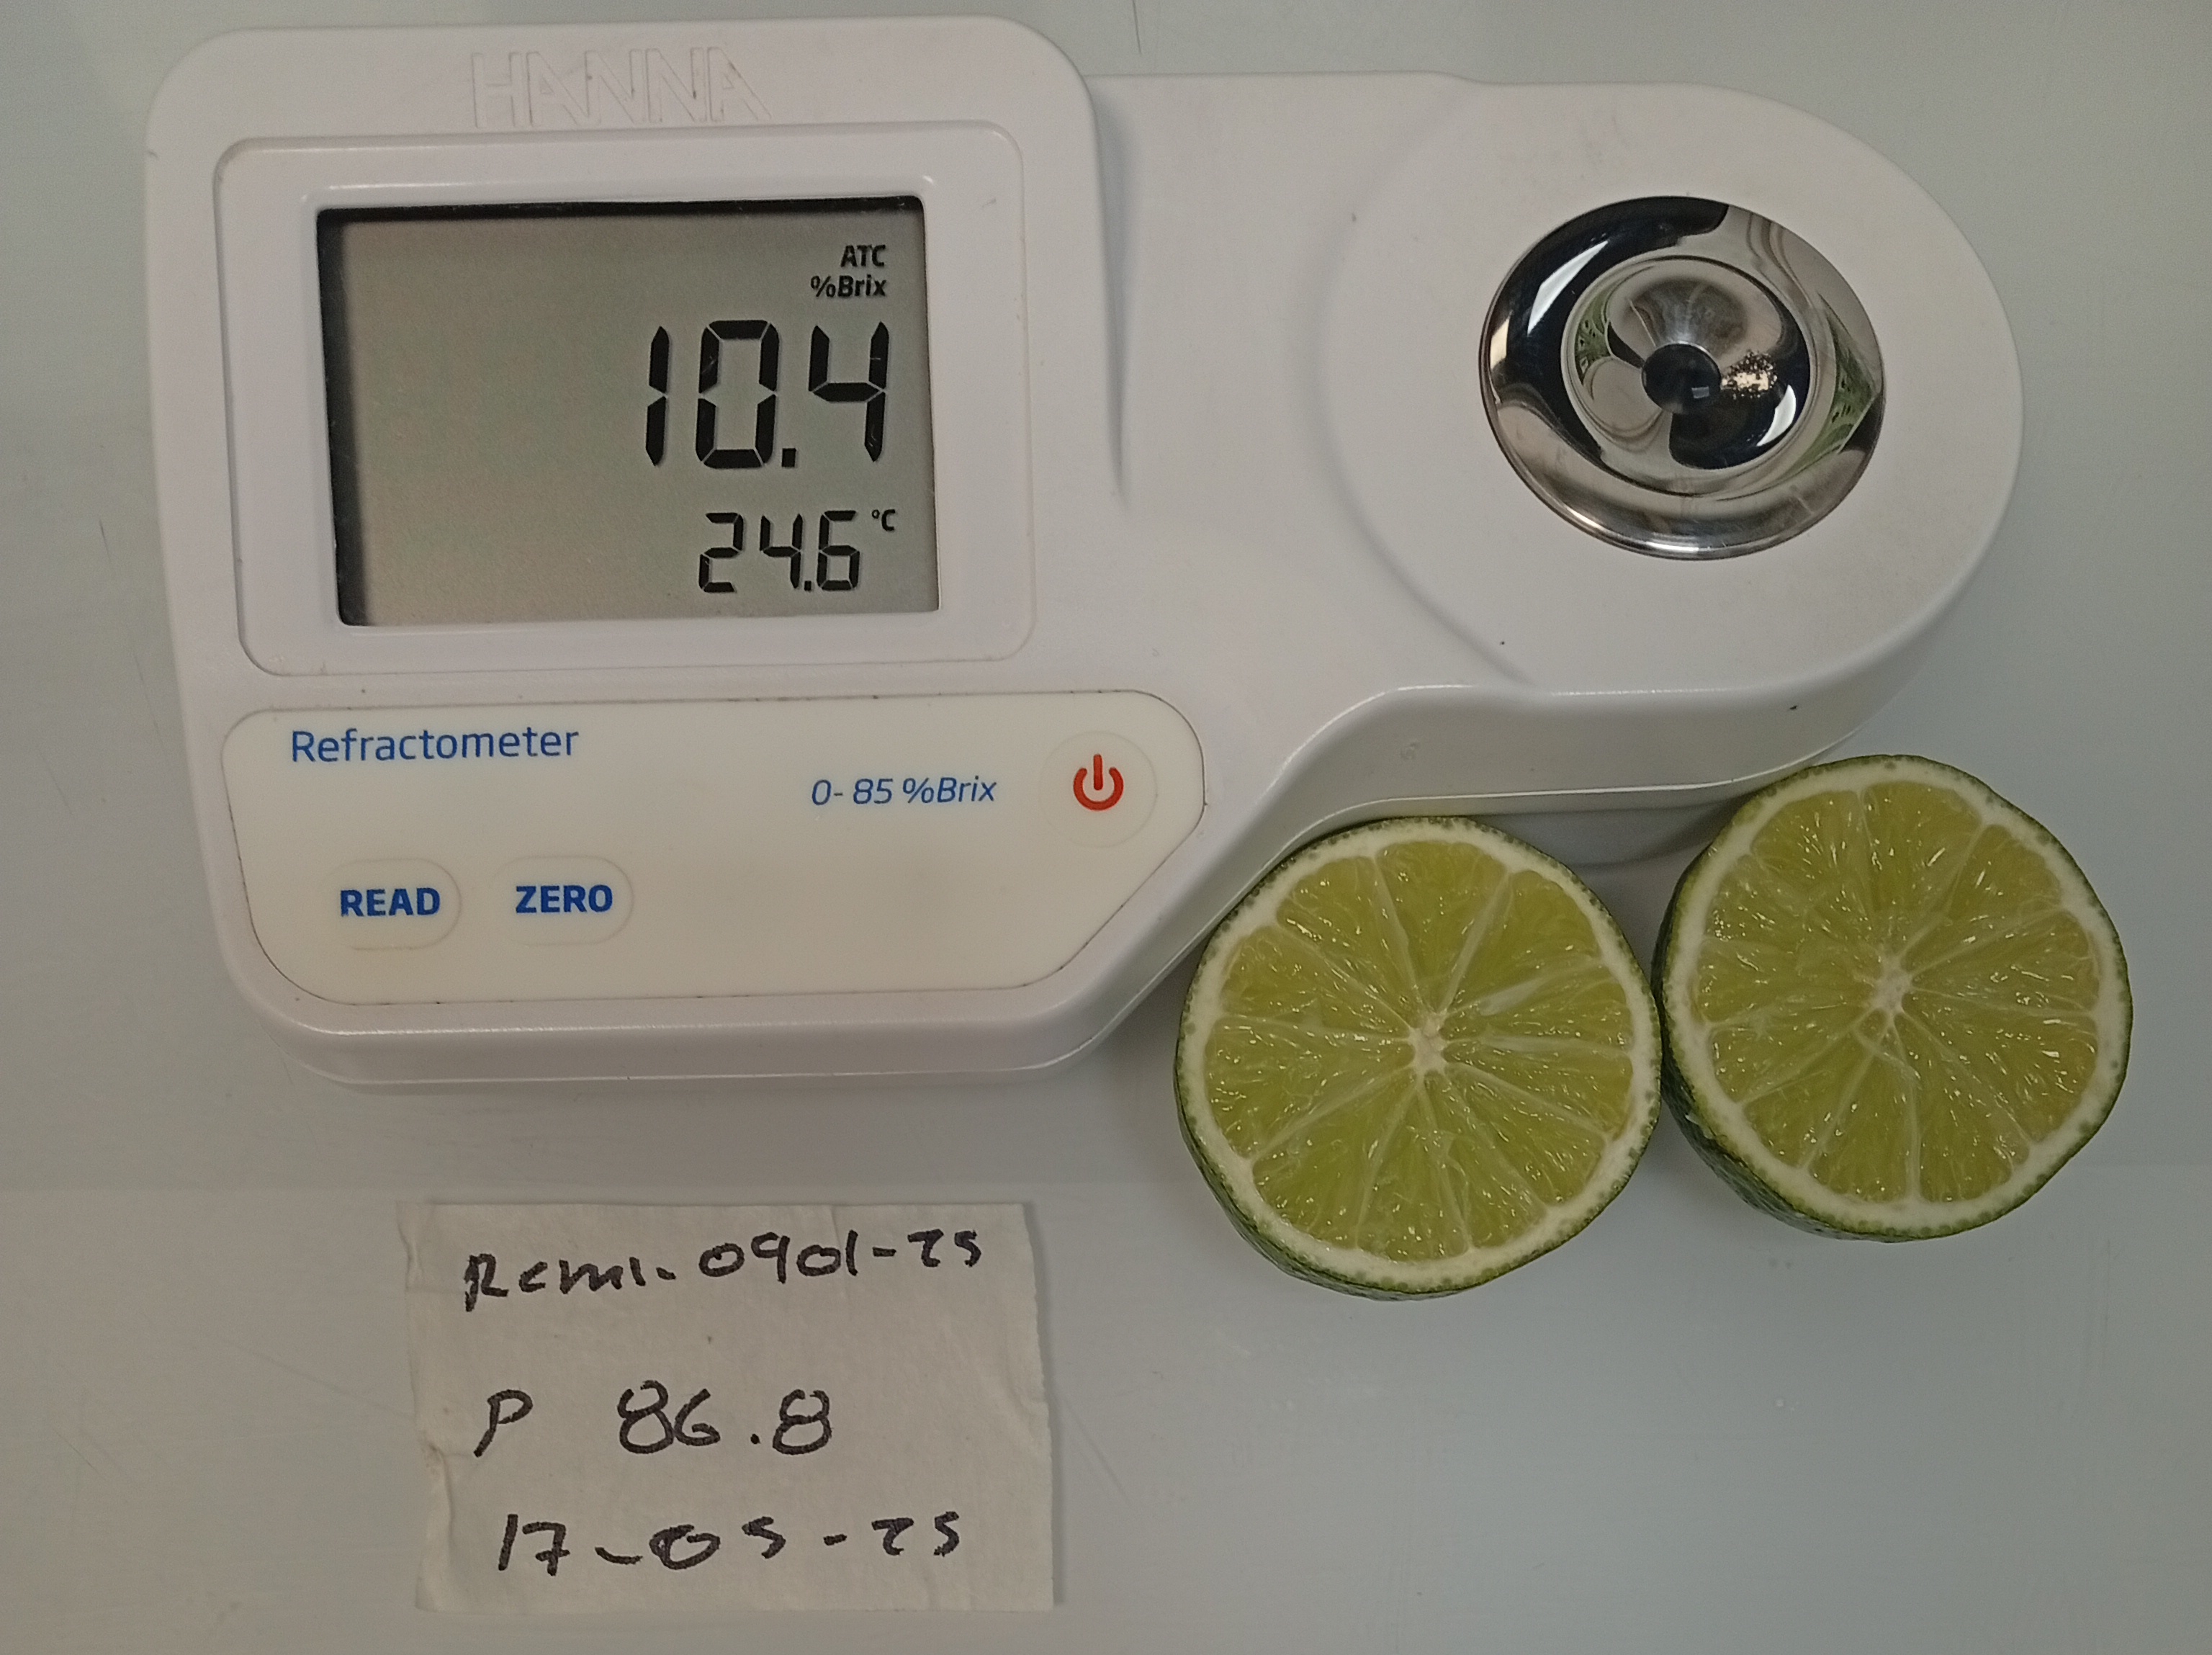 HANNA
ATC
%Brix
10.4
24.6 °C
Refractometer
0-85 %Brix
READ
ZERO
Rcmi-0901-25
P 86.8
17-05-25